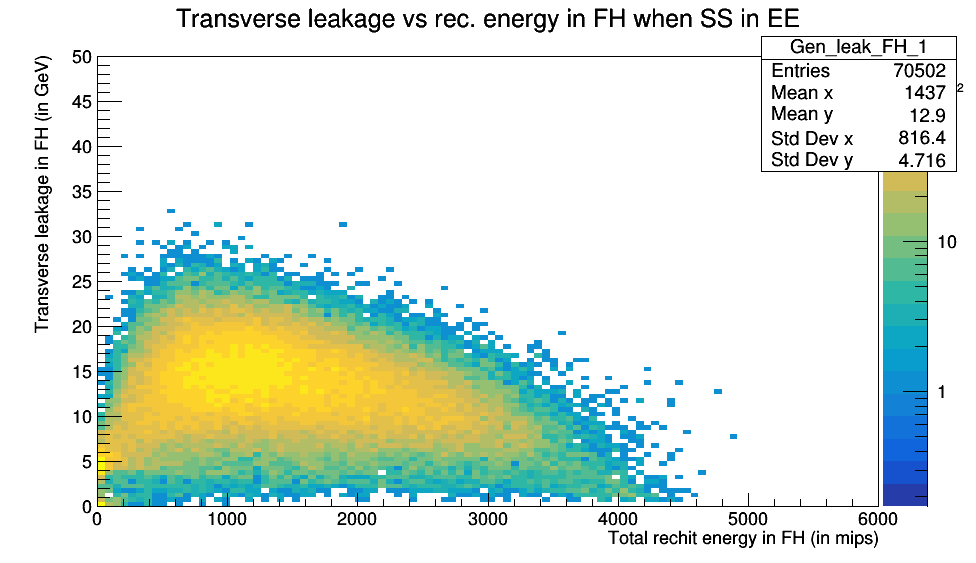 Transverse leakage vs rec. energy in FH when SS in EE
Gen_leak_FH_1
Entries 70502
Mean x 1437
Mean y 12.9
Std Dev x 816.4
Std Dev y 4.716
Transverse leakage in FH (in GeV)
50
45
40
35
30
25
20
15
10
5
0
0 1000 2000 3000 4000 5000 6000
Total rechit energy in FH (in mips)
2
10
1